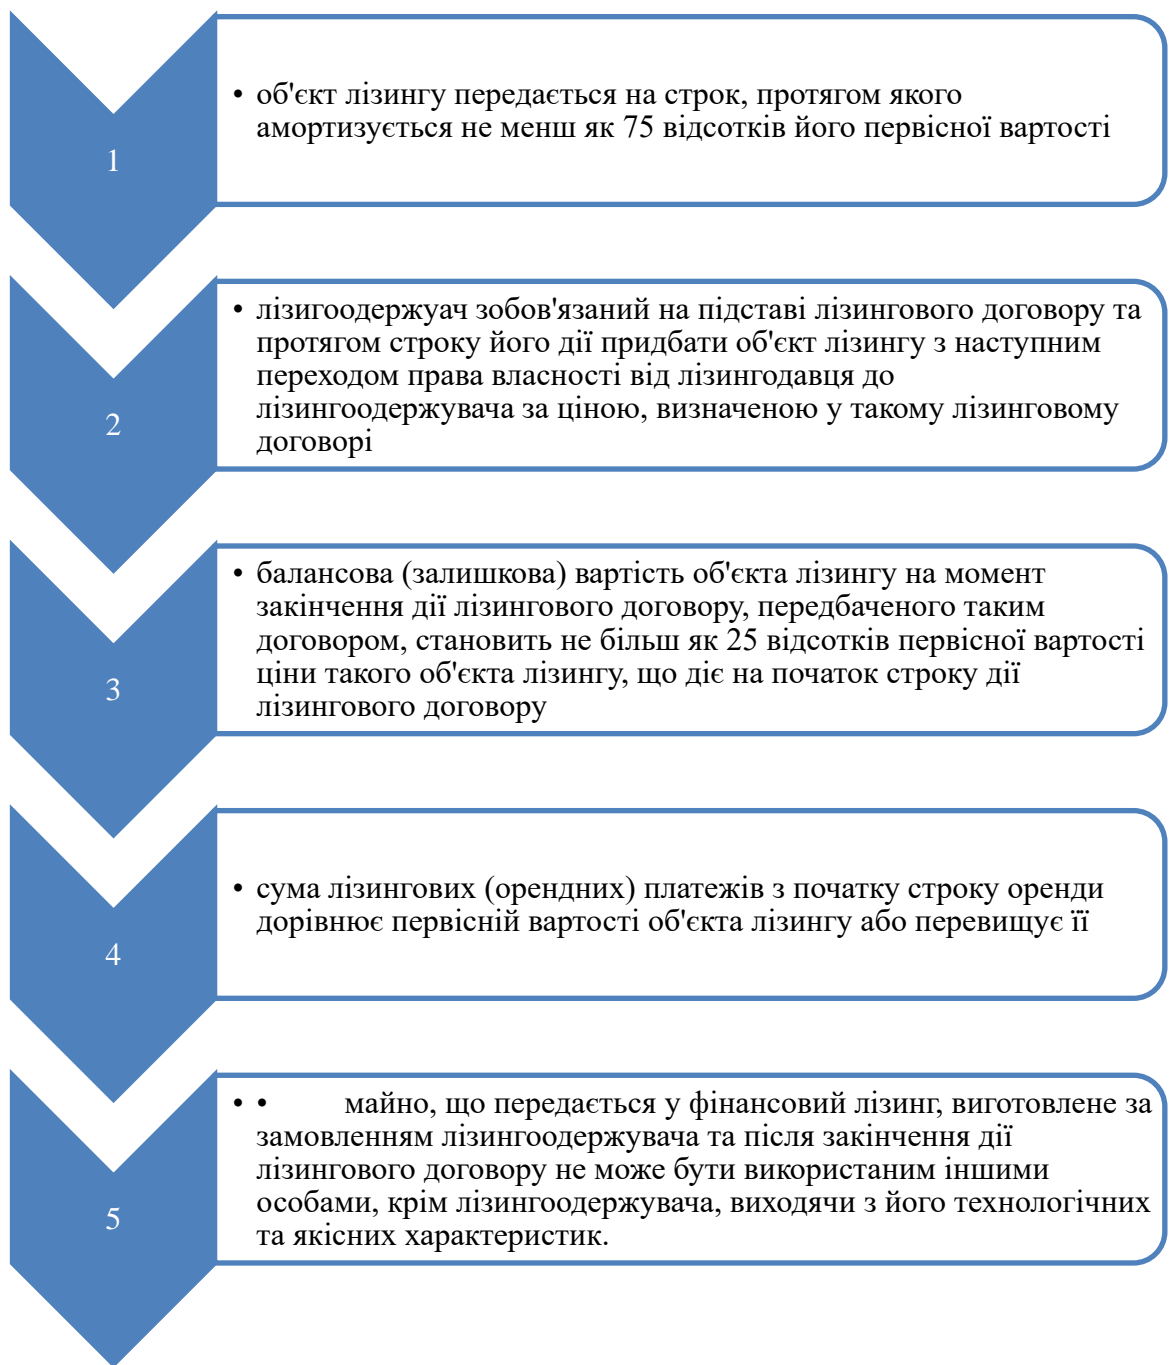 1
• об'єкт лізингу передається на строк, протягом якого
амортизується не менш як 75 відсотків його первісної вартості
2
• лізигоодержуач зобов'язаний на підставі лізингового договору та
протягом строку його дії придбати об'єкт лізингу з наступним
переходом права власності від лізингодавця до
лізингоодержувача за ціною, визначеною у такому лізинговому
договорі
3
• балансова (залишкова) вартість об'єкта лізингу на момент
закінчення дії лізингового договору, передбаченого таким
договором, становить не більш як 25 відсотків первісної вартості
ціни такого об'єкта лізингу, що діє на початок строку дії
лізингового договору
4
• сума лізингових (орендних) платежів з початку строку оренди
дорівнює первісній вартості об'єкта лізингу або перевищує її
5
• • майно, що передається у фінансовий лізинг, виготовлене за
замовленням лізингоодержувача та після закінчення дії
лізингового договору не може бути використаним іншими
особами, крім лізингоодержувача, виходячи з його технологічних
та якісних характеристик.